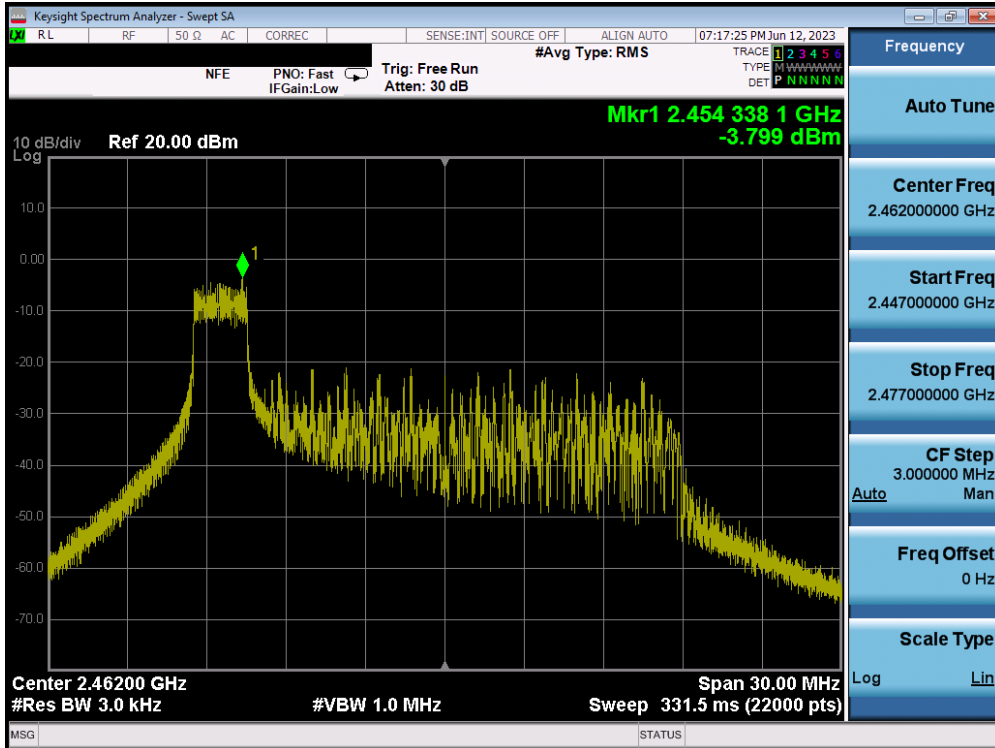 Keysight Spectrum Analyzer - Swept SA
LXI RL RF 50 Ω AC CORREC SENSE:INT SOURCE OFF ALIGN AUTO 07:17:25 PM Jun 12, 2023
#Avg Type: RMS TRACE 1 2 3 4 5 6
NFE PNO: Fast Trig: Free Run TYPE M WWWWW
IFGain:Low Atten: 30 dB DET P N N N N N
Mkr1 2.454 338 1 GHz
-3.799 dBm
10 dB/div Ref 20.00 dBm
Log
1
10.0
0.00
-10.0
-20.0
-30.0
-40.0
-50.0
-60.0
-70.0
Center 2.46200 GHz Span 30.00 MHz
#Res BW 3.0 kHz #VBW 1.0 MHz Sweep 331.5 ms (22000 pts)
MSG STATUS
Frequency
Auto Tune
Center Freq
2.462000000 GHz
Start Freq
2.447000000 GHz
Stop Freq
2.477000000 GHz
CF Step
3.000000 MHz
Auto Man
Freq Offset
0 Hz
Scale Type
Log Lin